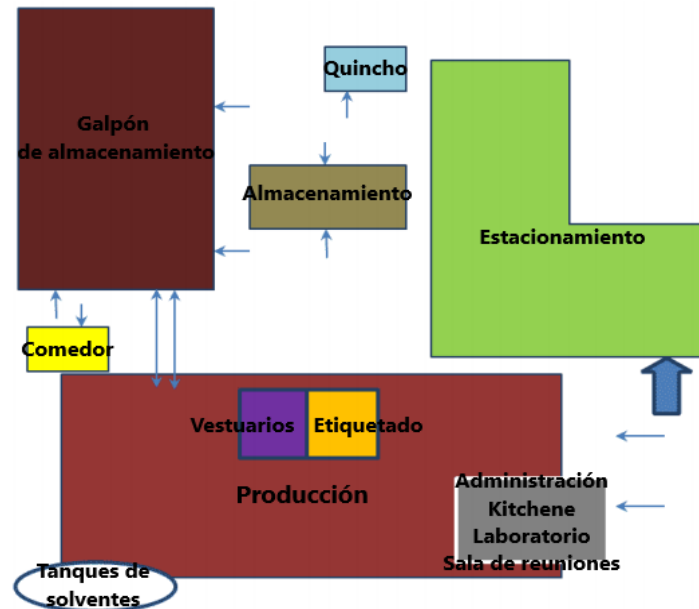 Quincho
Galpón
de almacenamiento
Almacenamiento
Estacionamiento
Comedor
Vestuarios
Etiquetado
Producción
Administración
Kitchene
Laboratorio
Sala de reuniones
Tanques de
solventes